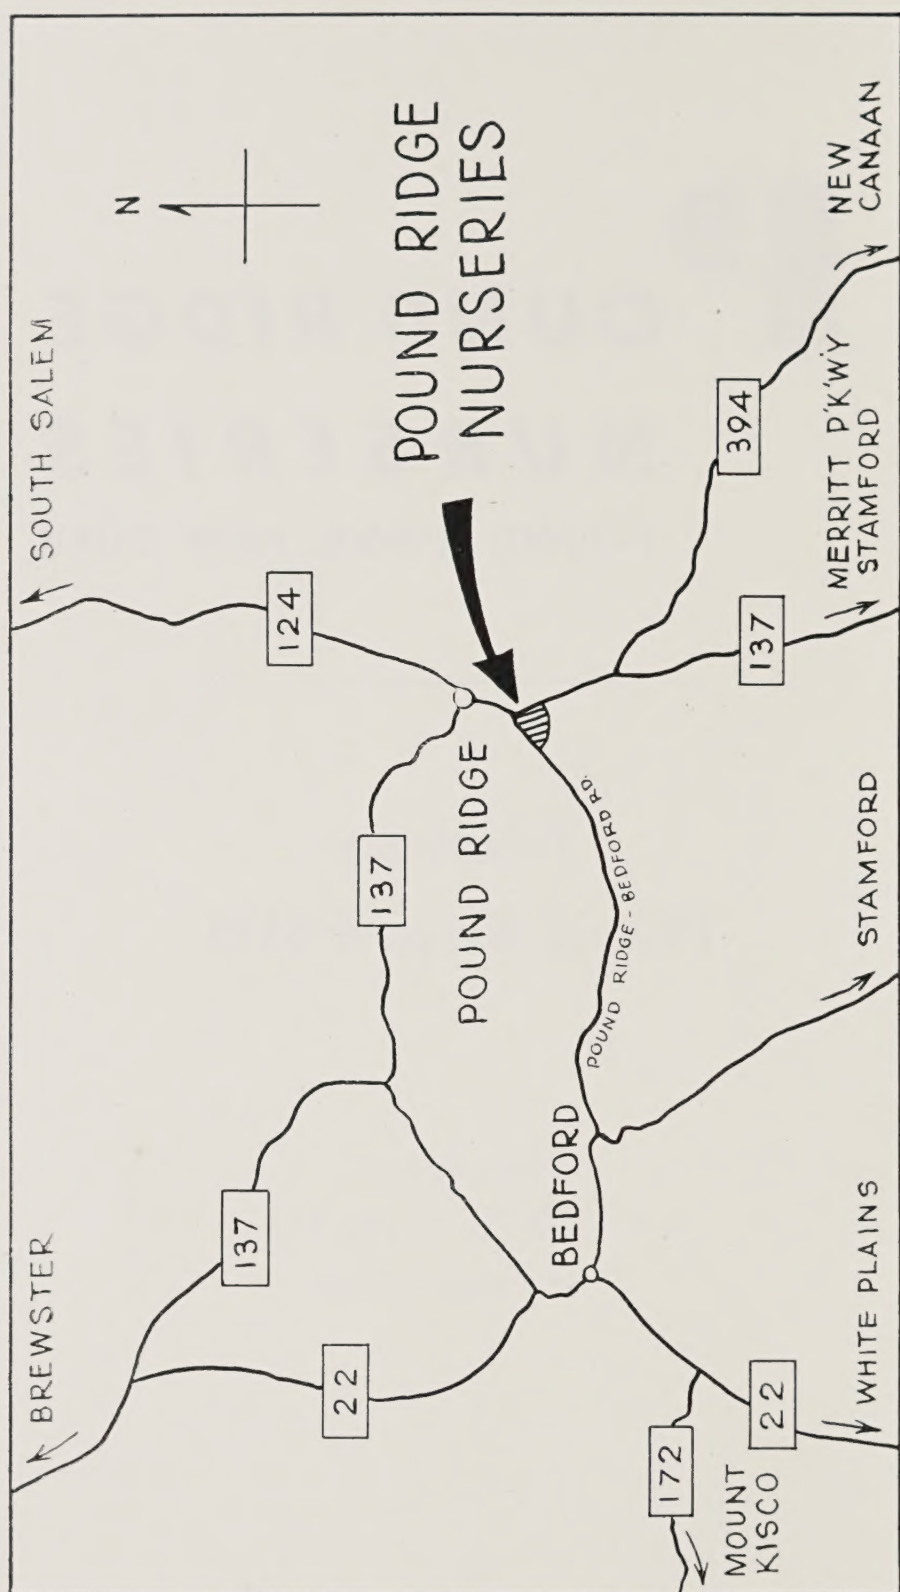 BREWSTER
SOUTH SALEM
N
137
124
22
137
POUND RIDGE
NURSERIES
POUND RIDGE
BEDFORD
POUND RIDGE - BEDFORD RD.
172
394
MOUNT
KISCO
22
137
WHITE PLAINS
STAMFORD
MERRITT P'K'W'Y
STAMFORD
NEW
CANAAN